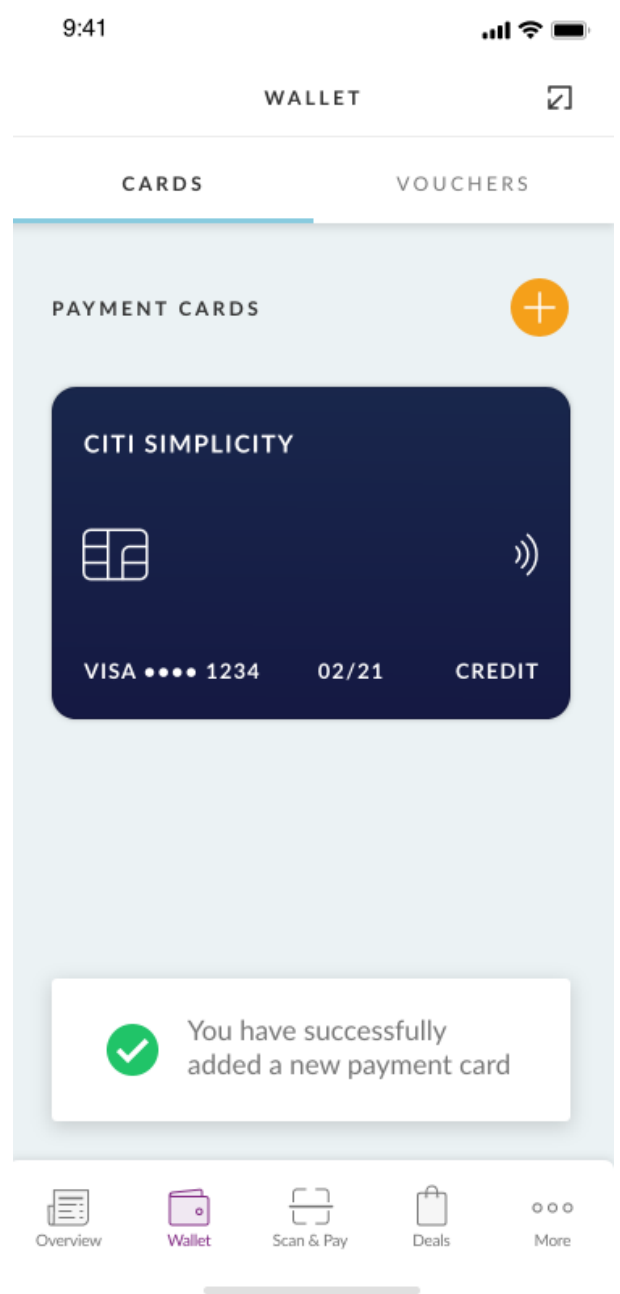 9:41
WALLET
CARDS VOUCHERS
PAYMENT CARDS
CITI SIMPLICITY
VISA •••• 1234 02/21 CREDIT
You have successfully
added a new payment card
Overview Wallet Scan & Pay Deals More